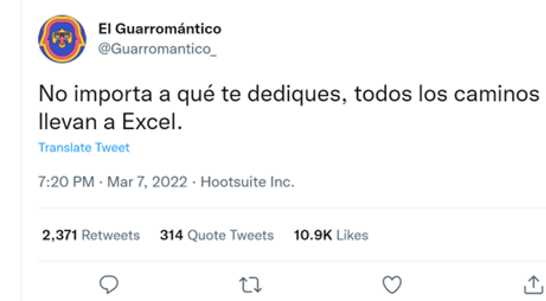 El Guarromántico
@Guarromantico_
No importa a qué te dediques, todos los caminos
llevan a Excel.
Translate Tweet
7:20 PM · Mar 7, 2022 · Hootsuite Inc.
2,371 Retweets 314 Quote Tweets 10.9K Likes